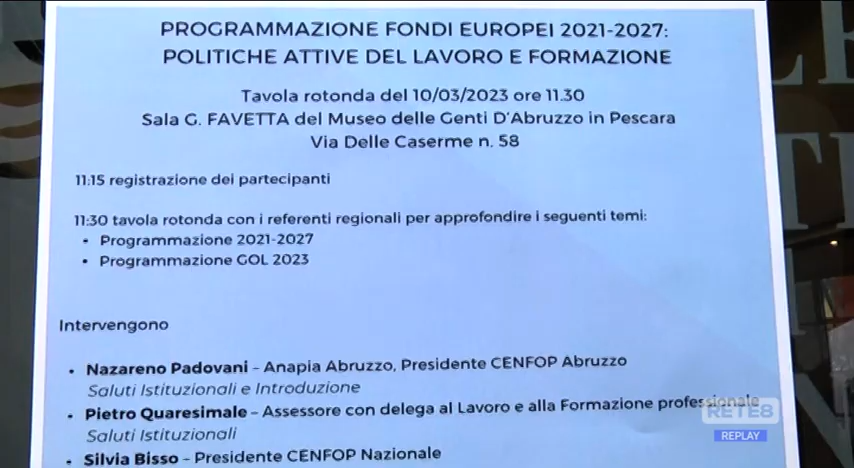 PROGRAMMAZIONE FONDI EUROPEI 2021-2027:
POLITICHE ATTIVE DEL LAVORO E FORMAZIONE
Tavola rotonda del 10/03/2023 ore 11.30
Sala G. FAVETTA del Museo delle Genti D'Abruzzo in Pescara
Via Delle Caserme n. 58
11:15 registrazione dei partecipanti
11:30 tavola rotonda con i referenti regionali per approfondire i seguenti temi:
• Programmazione 2021-2027
• Programmazione GOL 2023
Intervengono
• Nazareno Padovani – Anapia Abruzzo, Presidente CENFOP Abruzzo
Saluti Istituzionali e Introduzione
• Pietro Quaresimale – Assessore con delega al Lavoro e alla Formazione professionale
Saluti Istituzionali
• Silvia Bisso – Presidente CENFOP Nazionale
RETE8
REPLAY